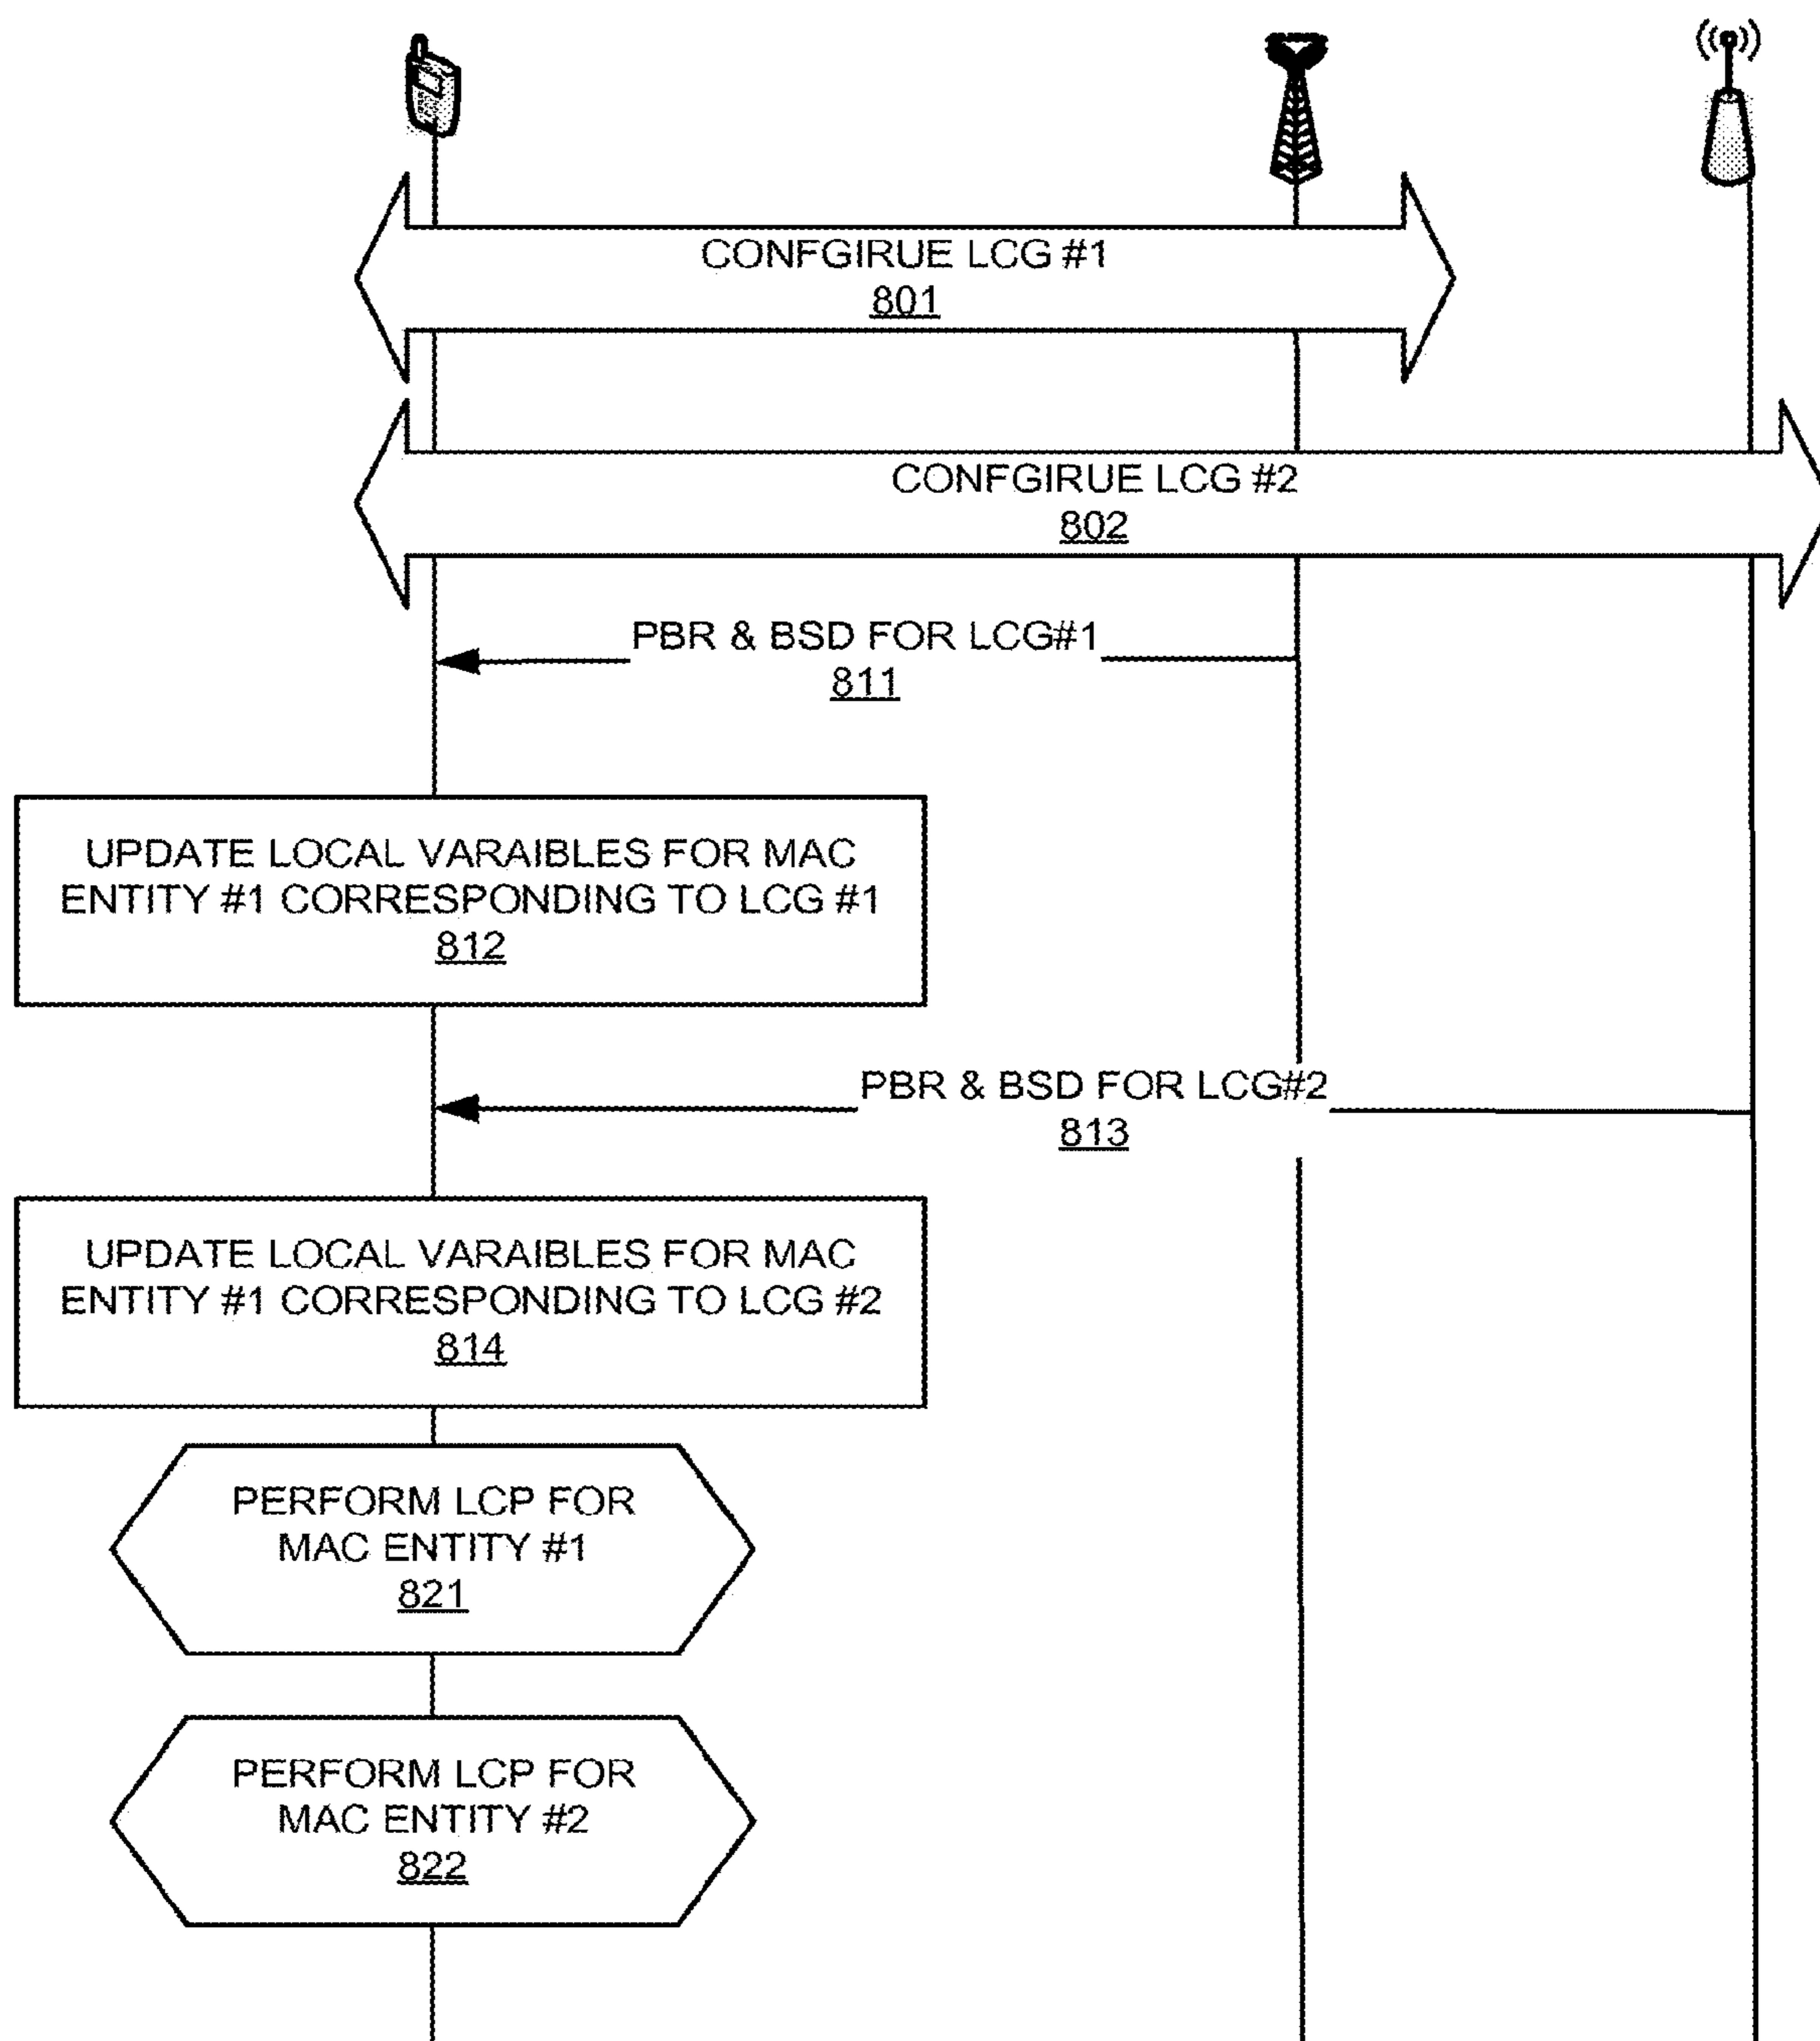 CONFGIRUE LCG #1
801
CONFGIRUE LCG #2
802
PBR & BSD FOR LCG#1
811
UPDATE LOCAL VARAIBLES FOR MAC
ENTITY #1 CORRESPONDING TO LCG #1
812
PBR & BSD FOR LCG#2
813
UPDATE LOCAL VARAIBLES FOR MAC
ENTITY #1 CORRESPONDING TO LCG #2
814
PERFORM LCP FOR
MAC ENTITY #1
821
PERFORM LCP FOR
MAC ENTITY #2
822